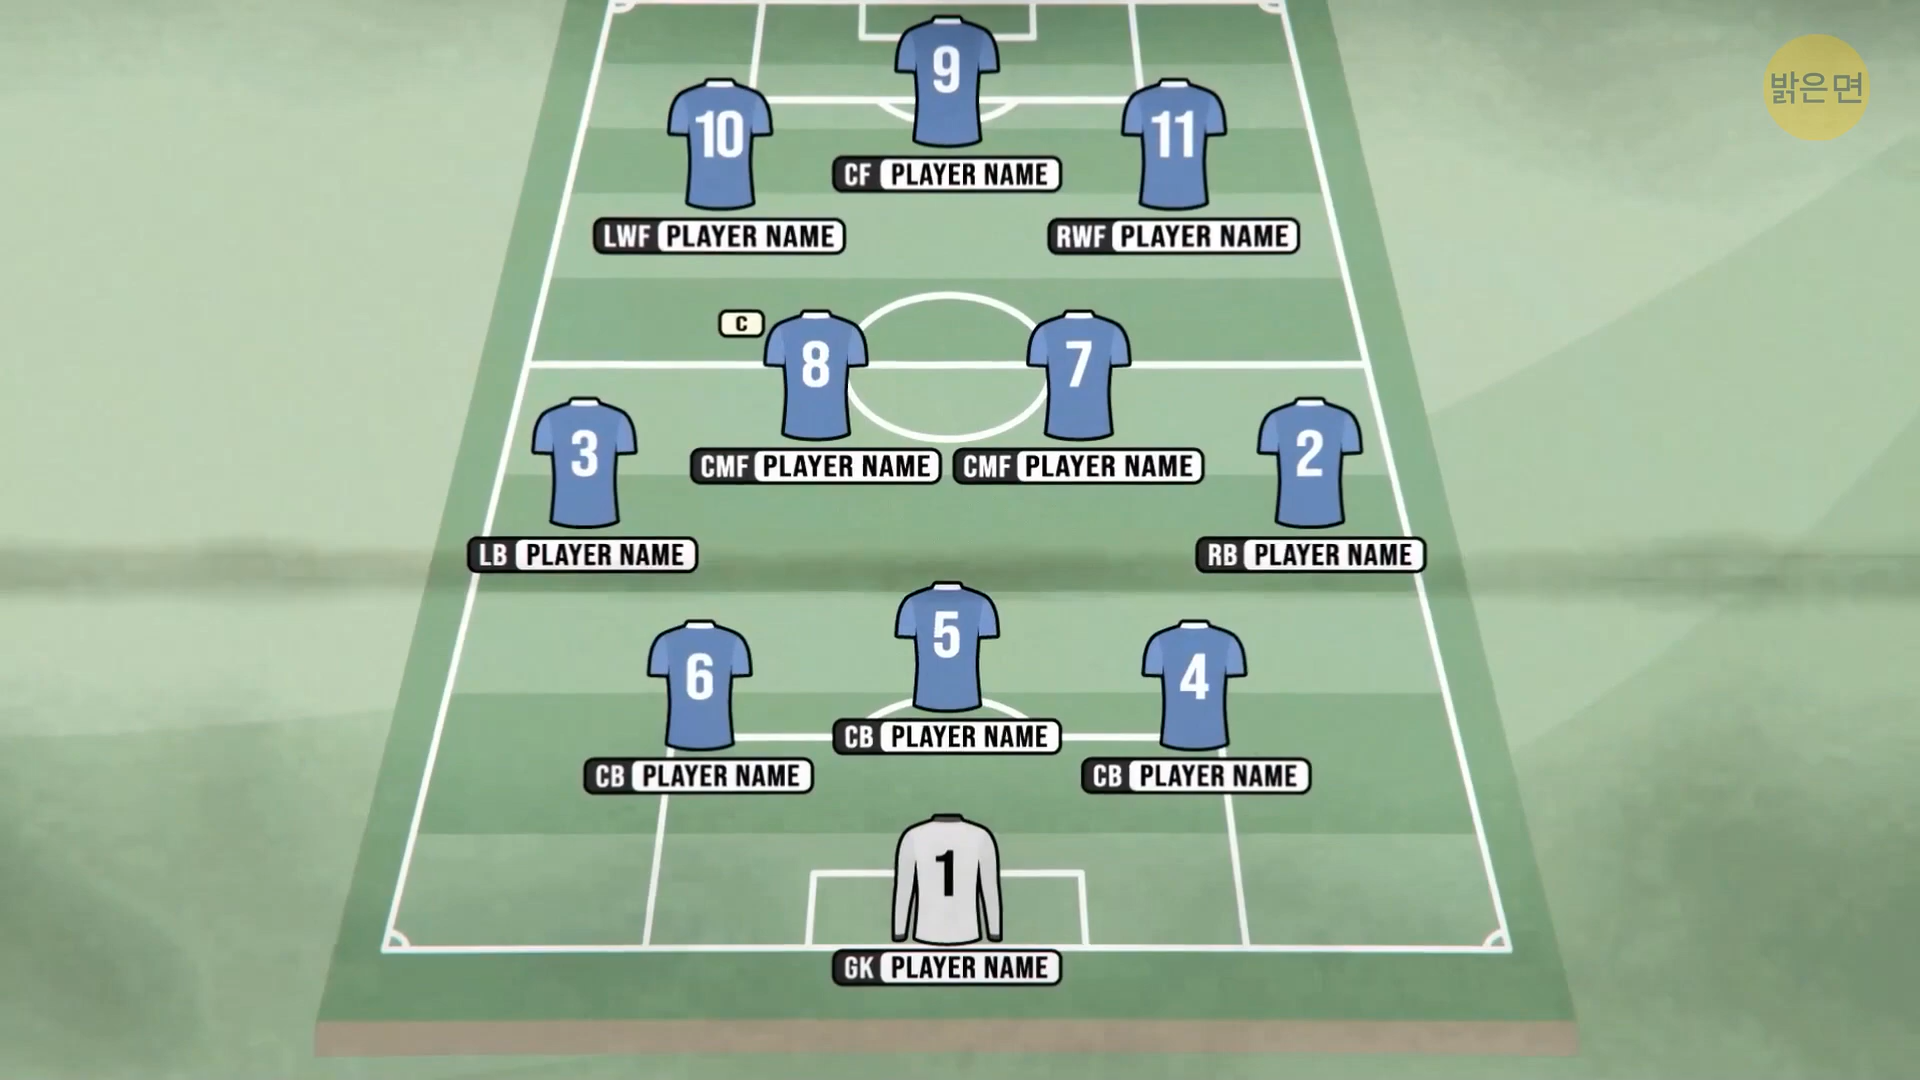 밝은면
9
10
11
CF PLAYER NAME
LWF PLAYER NAME
RWF PLAYER NAME
C
8
7
3
2
CMF PLAYER NAME
CMF PLAYER NAME
LB PLAYER NAME
RB PLAYER NAME
5
6
4
CB PLAYER NAME
CB PLAYER NAME
CB PLAYER NAME
1
GK PLAYER NAME